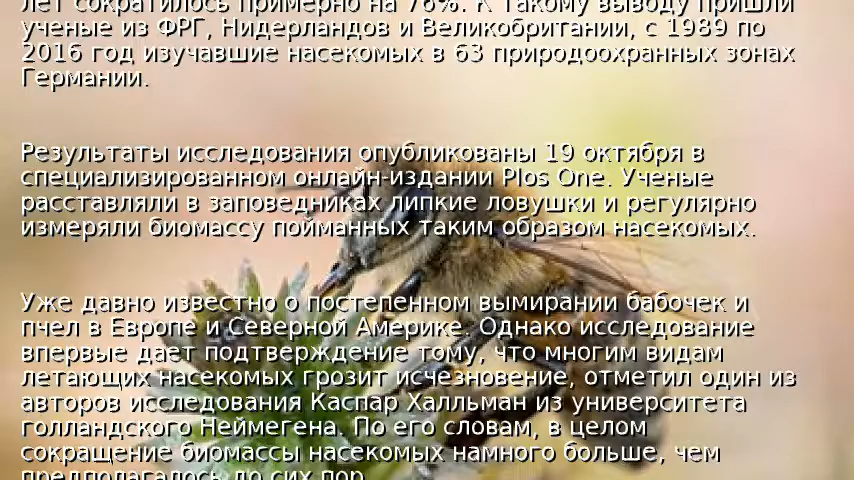 лет сократилось примерно на 76%. К такому выводу пришли
ученые из ФРГ, Нидерландов и Великобритании, с 1989 по
2016 год изучавшие насекомых в 63 природоохранных зонах
Германии.
Результаты исследования опубликованы 19 октября в
специализированном онлайн-издании Plos One. Ученые
расставляли в заповедниках липкие ловушки и регулярно
измеряли биомассу пойманных таким образом насекомых.
Уже давно известно о постепенном вымирании бабочек и
пчел в Европе и Северной Америке. Однако исследование
впервые дает подтверждение тому, что многим видам
летающих насекомых грозит исчезновение, отметил один из
авторов исследования Каспар Халльман из университета
голландского Неймегена. По его словам, в целом
сокращение биомассы насекомых намного больше, чем
предполагалось до сих пор.